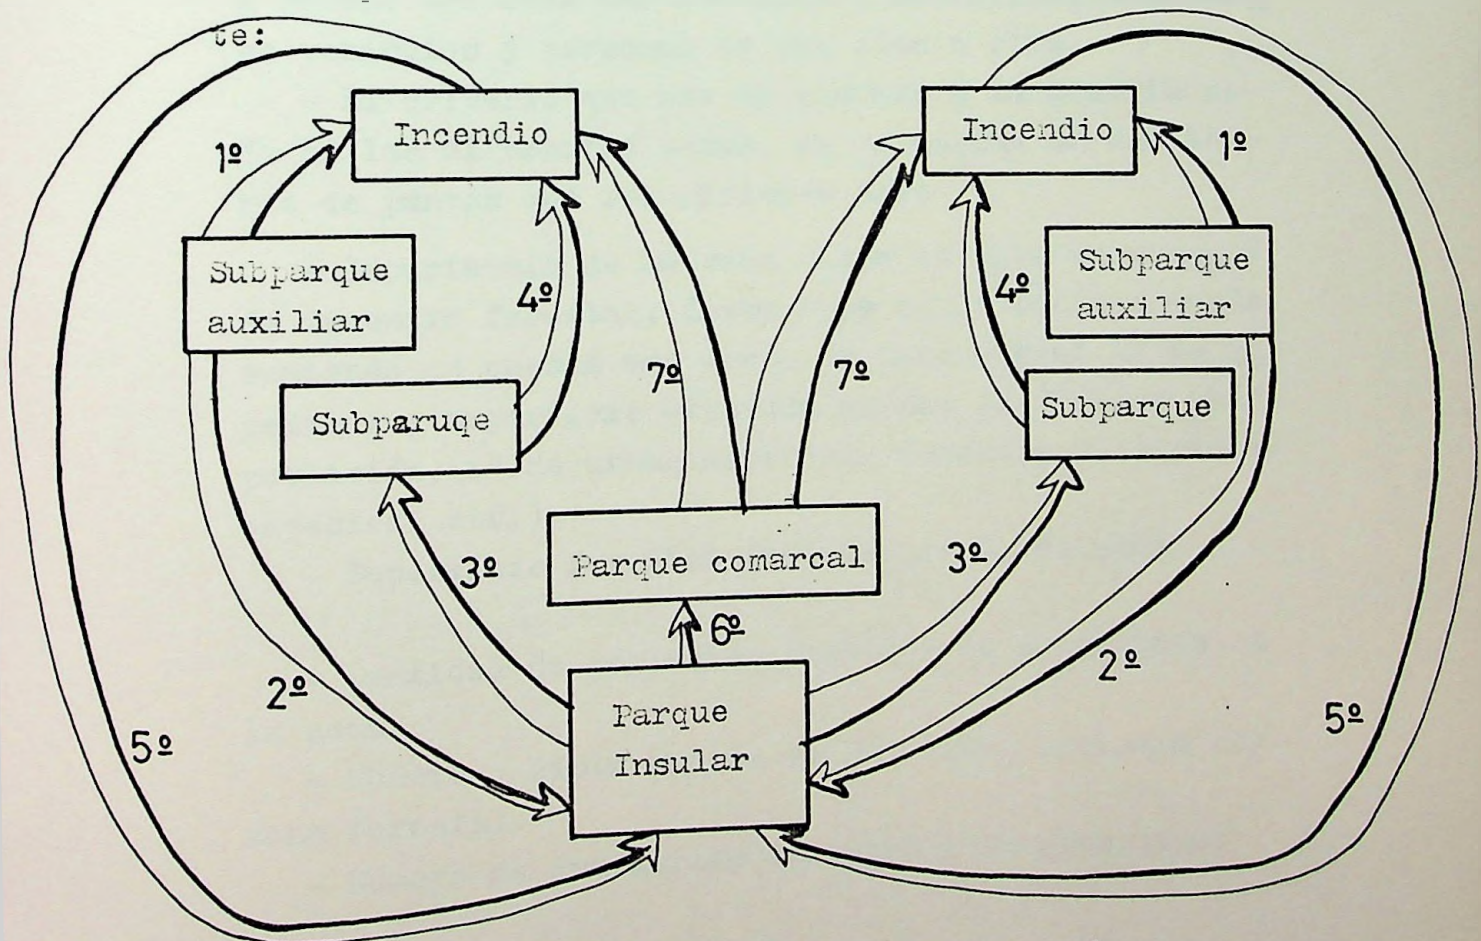 te:
Incendio
Incendio
1º
1º
Subparque
auxiliar
Subparque
auxiliar
4º
4º
7º
7º
Subparuqe
Subparque
Parque comarcal
3º
3º
6º
2º
2º
Parque
Insular
5º
5º